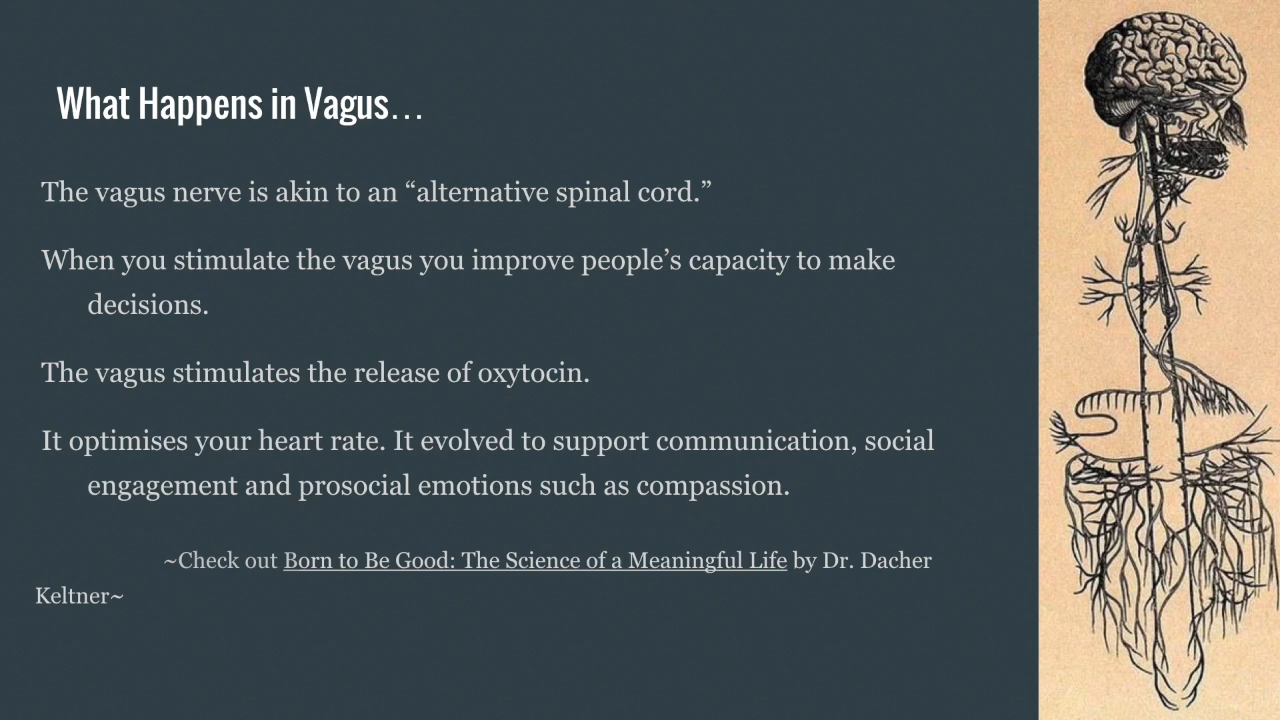 What Happens in Vagus…
The vagus nerve is akin to an “alternative spinal cord.”
When you stimulate the vagus you improve people’s capacity to make
decisions.
The vagus stimulates the release of oxytocin.
It optimises your heart rate. It evolved to support communication, social
engagement and prosocial emotions such as compassion.
~Check out Born to Be Good: The Science of a Meaningful Life by Dr. Dacher
Keltner~